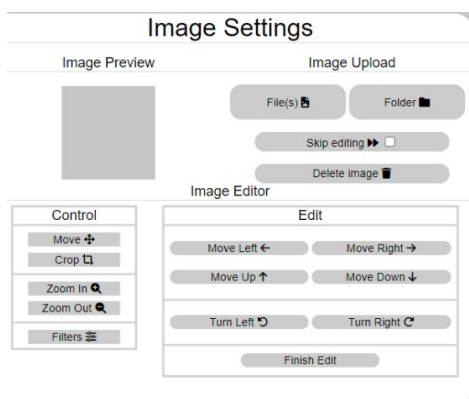 Image Settings
Image Preview
Image Upload
File(s)
Folder
Skip editing
Delete image
Image Editor
Control
Move
Crop
Zoom In
Zoom Out
Filters
Edit
Move Left
Move Right
Move Up
Move Down
Turn Left
Turn Right
Finish Edit